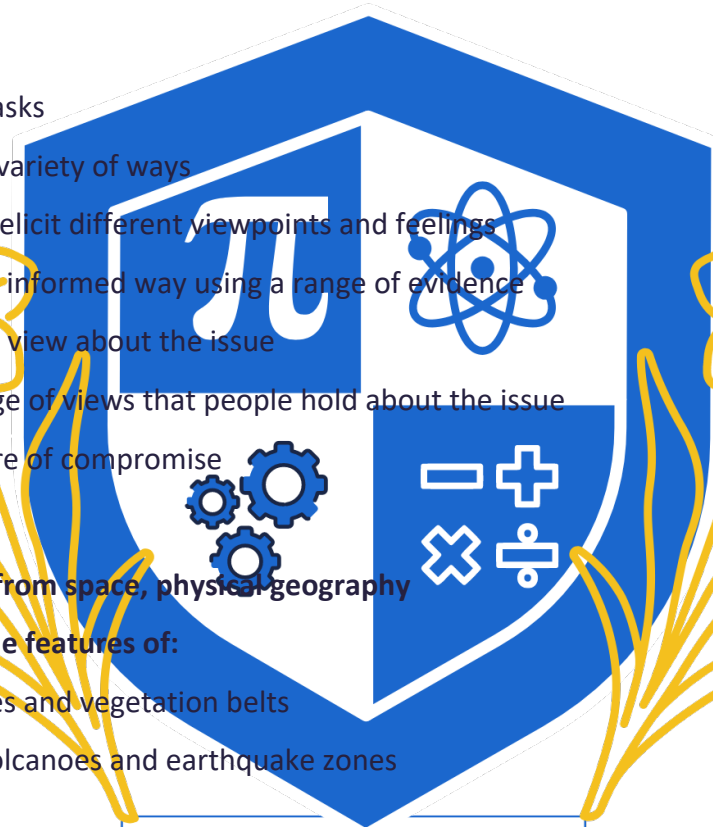 asks
variety of ways
elicit different viewpoints and feelings
informed way using a range of evidence
view about the issue
ge of views that people hold about the issue
re of compromise
from space, physical geography
e features of:
es and vegetation belts
olcanoes and earthquake zones
π